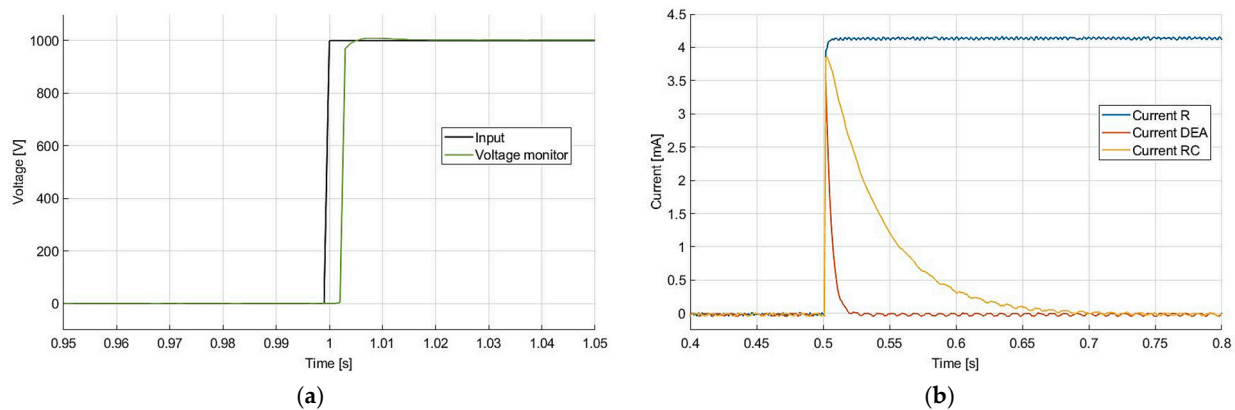 1000
800
600
400
200
0
Voltage [V]
Input
Voltage monitor
0.95 0.96 0.97 0.98 0.99 1 1.01 1.02 1.03 1.04 1.05
Time [s]
(a)
4.5
4
3.5
3
2.5
2
1.5
1
0.5
0
Current [mA]
Current R
Current DEA
Current RC
0.4 0.45 0.5 0.55 0.6 0.65 0.7 0.75 0.8
Time [s]
(b)